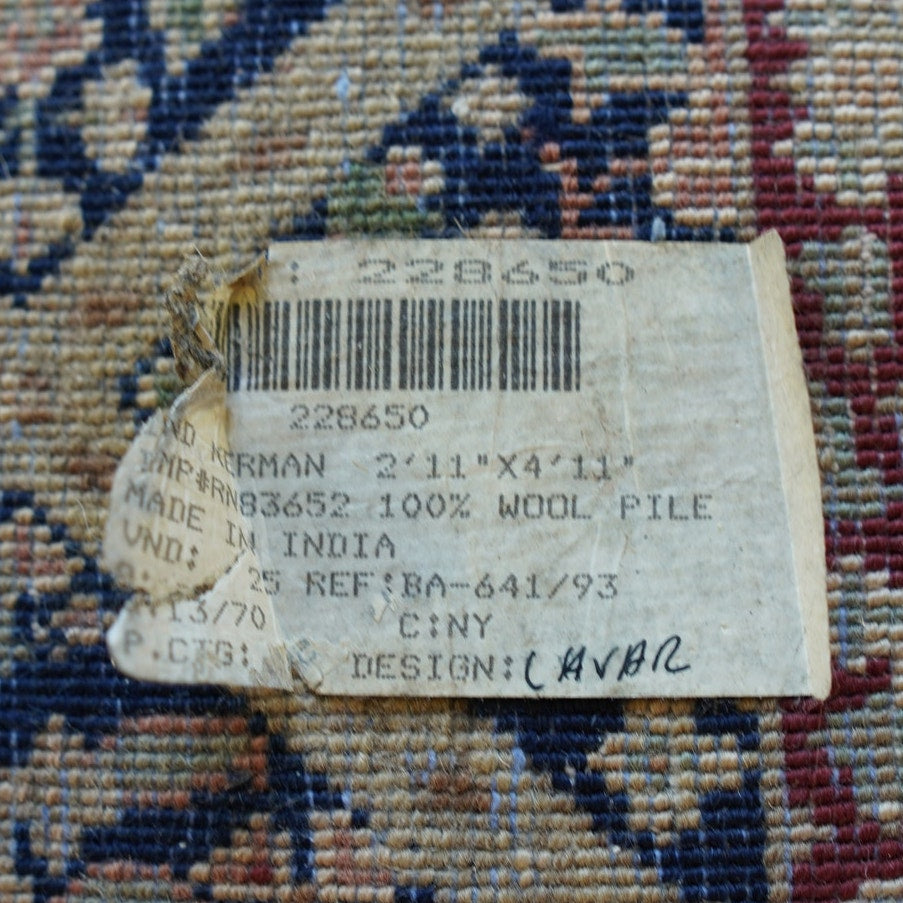 : 228650
228650
IND KERMAN 2'11"X4'11"
IMP#RN83652 100% WOOL PILE
MADE IN INDIA
VND:
25 REF:BA-641/93
13/70 C:NY
P.CTG: DESIGN:CAVAR